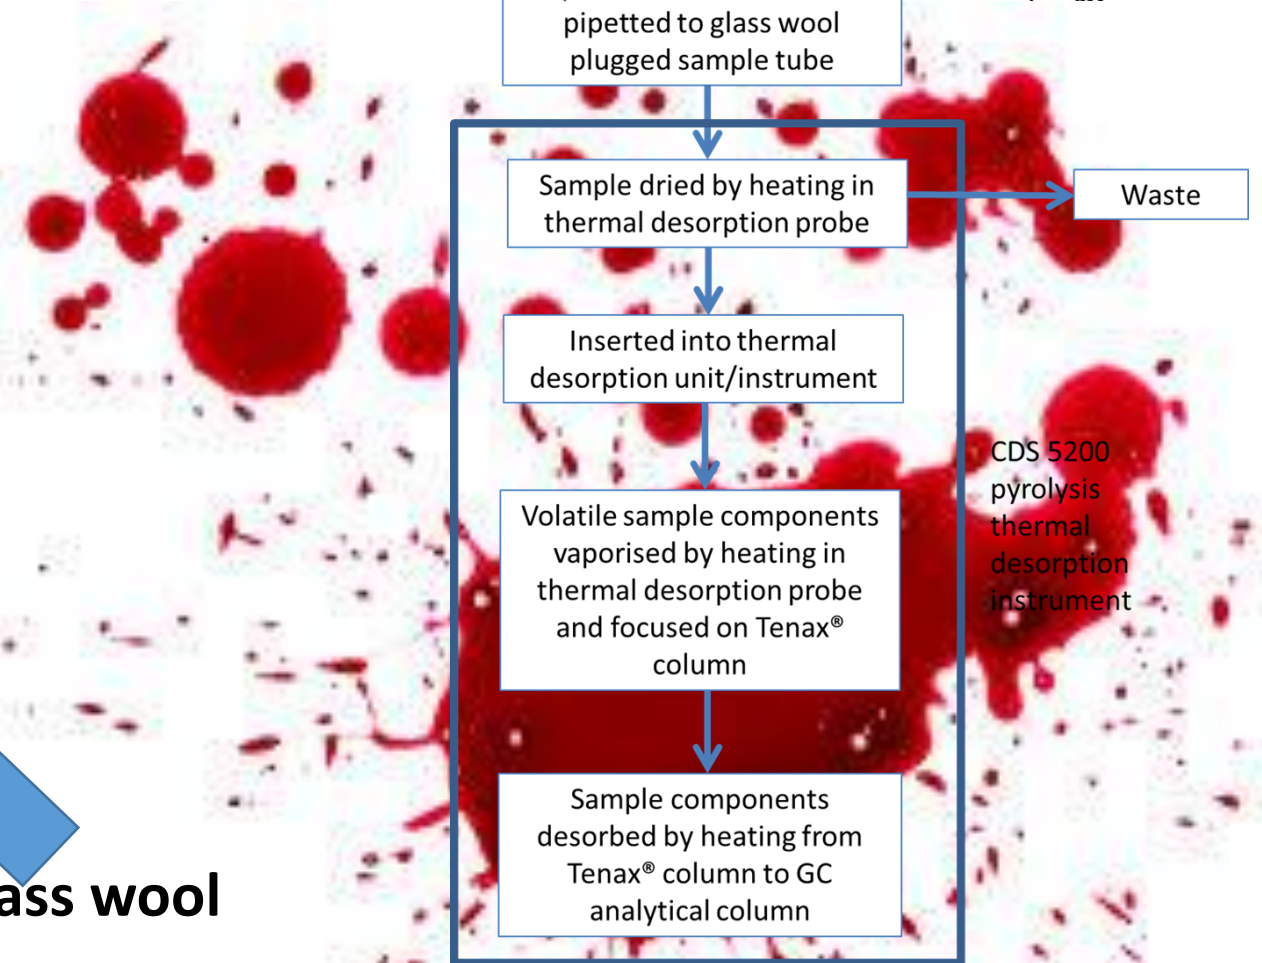 pipetted to glass wool
plugged sample tube
Sample dried by heating in
thermal desorption probe
Waste
Inserted into thermal
desorption unit/instrument
CDS 5200
pyrolysis
thermal
desorption
instrument
Volatile sample components
vaporised by heating in
thermal desorption probe
and focused on Tenax®
column
Sample components
desorbed by heating from
Tenax® column to GC
analytical column
ass wool